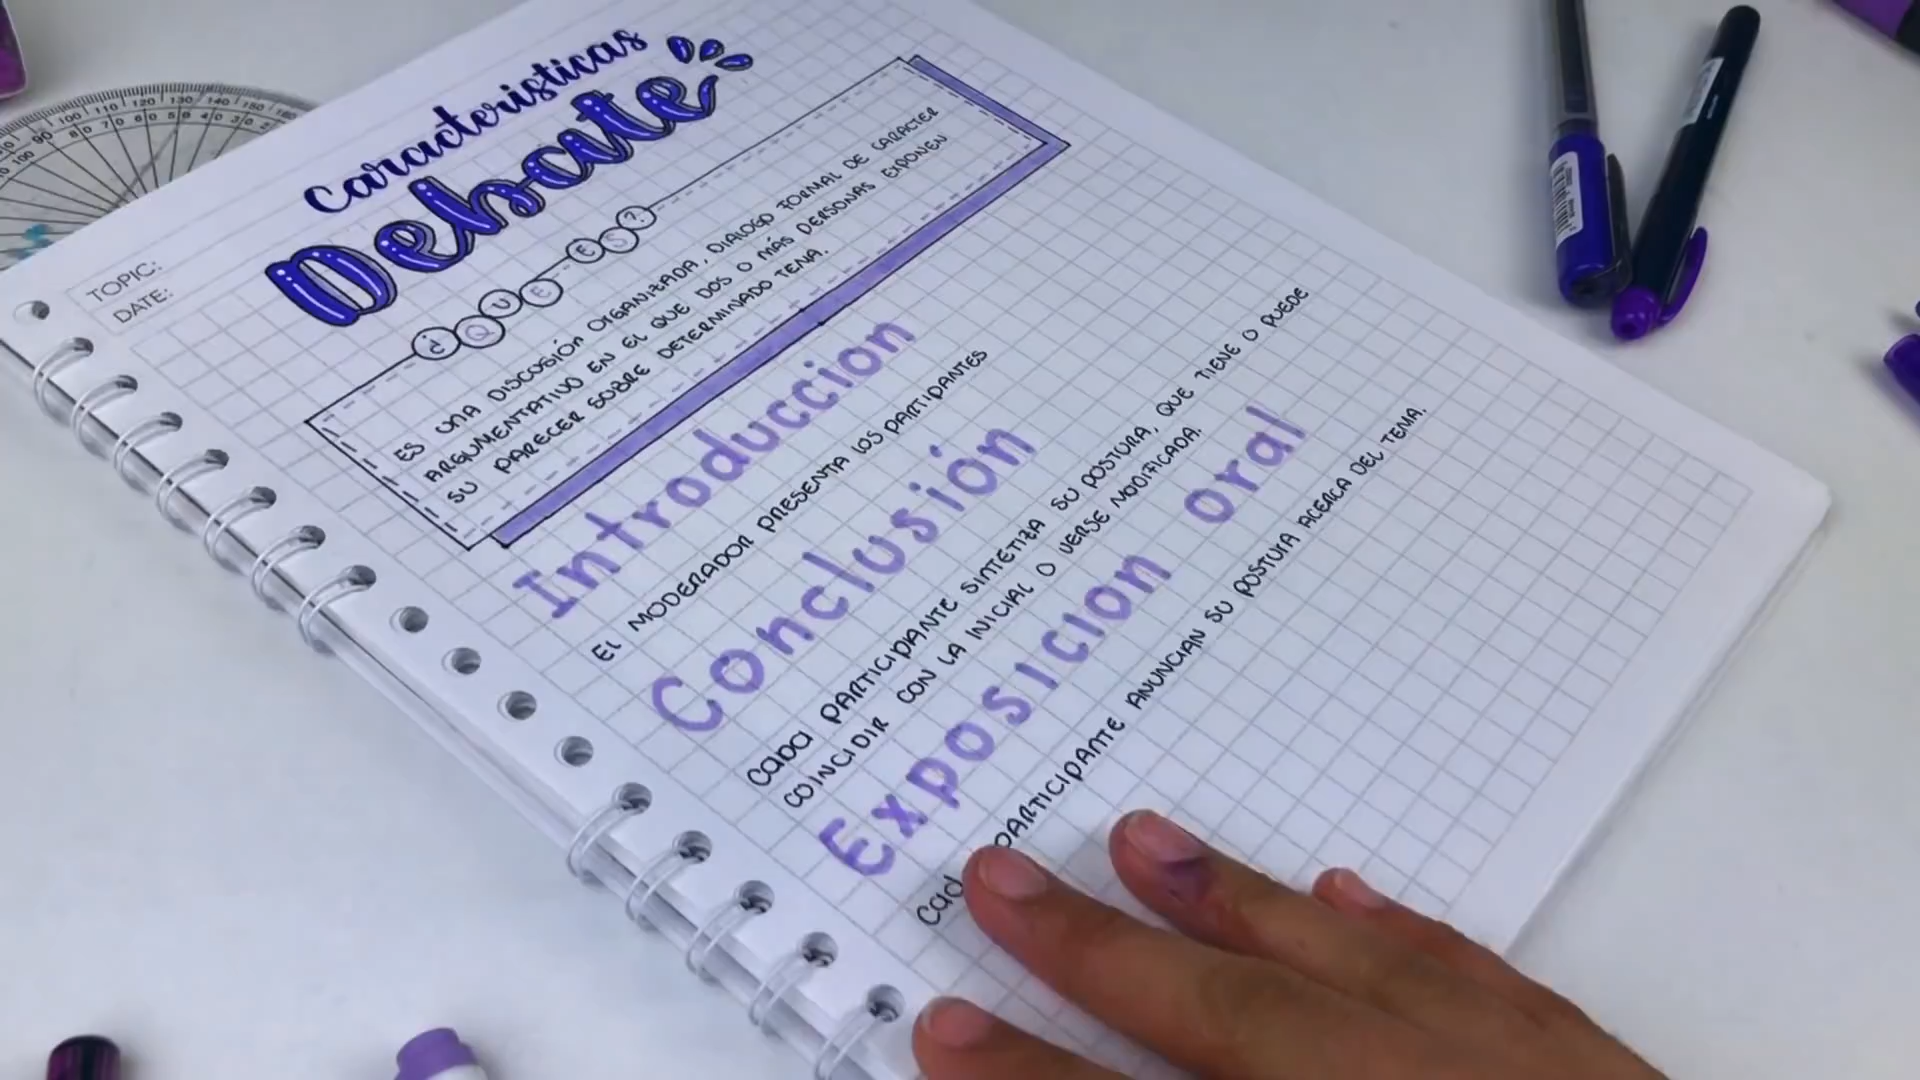 Caracteristicas
Debate
TOPIC:
DATE:
¿QUE ES?
ES UNA DISCUSIÓN ORGANIZADA, DIALOGO FORMAL DE CARACTER
ARGUMENTATIVO EN EL QUE DOS O MÁS PERSONAS EXPONEN
SU PARECER SOBRE DETERMINADO TEMA.
Introduccion
EL MODERADOR PRESENTA LOS PARTIDANTES
Conclusión
CADA PARTICIPANTE SINTETIZA SU POSTURA, QUE TIENE O PUEDE
COINCIDIR CON LA INICIAL O VERSE MODIFICADA.
Exposicion oral
Cad PARTICIPANTE ANUNCIAN SU POSTURA ACERCA DEL TEMA.